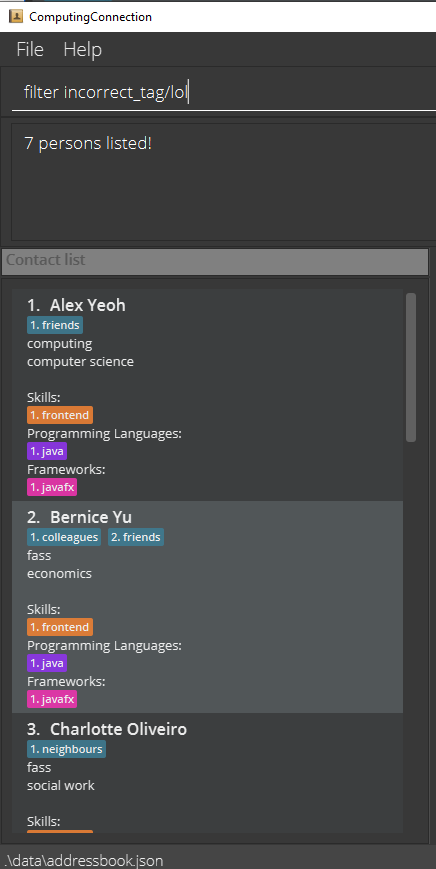 ComputingConnection
File Help
filter incorrect_tag/lol
7 persons listed!
Contact list
1. Alex Yeoh
1. friends
computing
computer science
Skills:
1. frontend
Programming Languages:
1. java
Frameworks:
1. javafx
2. Bernice Yu
1. colleagues 2. friends
fass
economics
Skills:
1. frontend
Programming Languages:
1. java
Frameworks:
1. javafx
3. Charlotte Oliveiro
1. neighbours
fass
social work
Skills:
.\data\addressbook.json